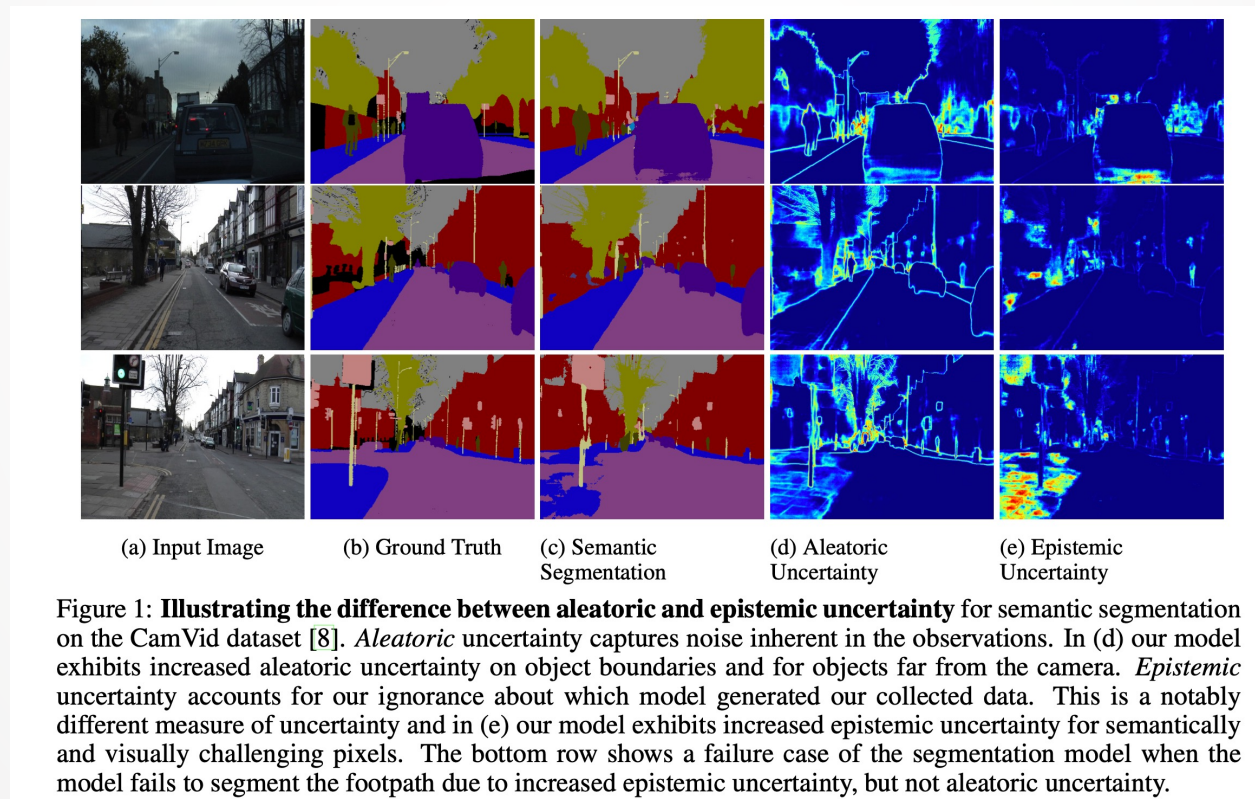 (a) Input Image (b) Ground Truth (c) Semantic Segmentation (d) Aleatoric Uncertainty (e) Epistemic Uncertainty
Figure 1: Illustrating the difference between aleatoric and epistemic uncertainty for semantic segmentation
on the CamVid dataset [8]. Aleatoric uncertainty captures noise inherent in the observations. In (d) our model
exhibits increased aleatoric uncertainty on object boundaries and for objects far from the camera. Epistemic
uncertainty accounts for our ignorance about which model generated our collected data. This is a notably
different measure of uncertainty and in (e) our model exhibits increased epistemic uncertainty for semantically
and visually challenging pixels. The bottom row shows a failure case of the segmentation model when the
model fails to segment the footpath due to increased epistemic uncertainty, but not aleatoric uncertainty.